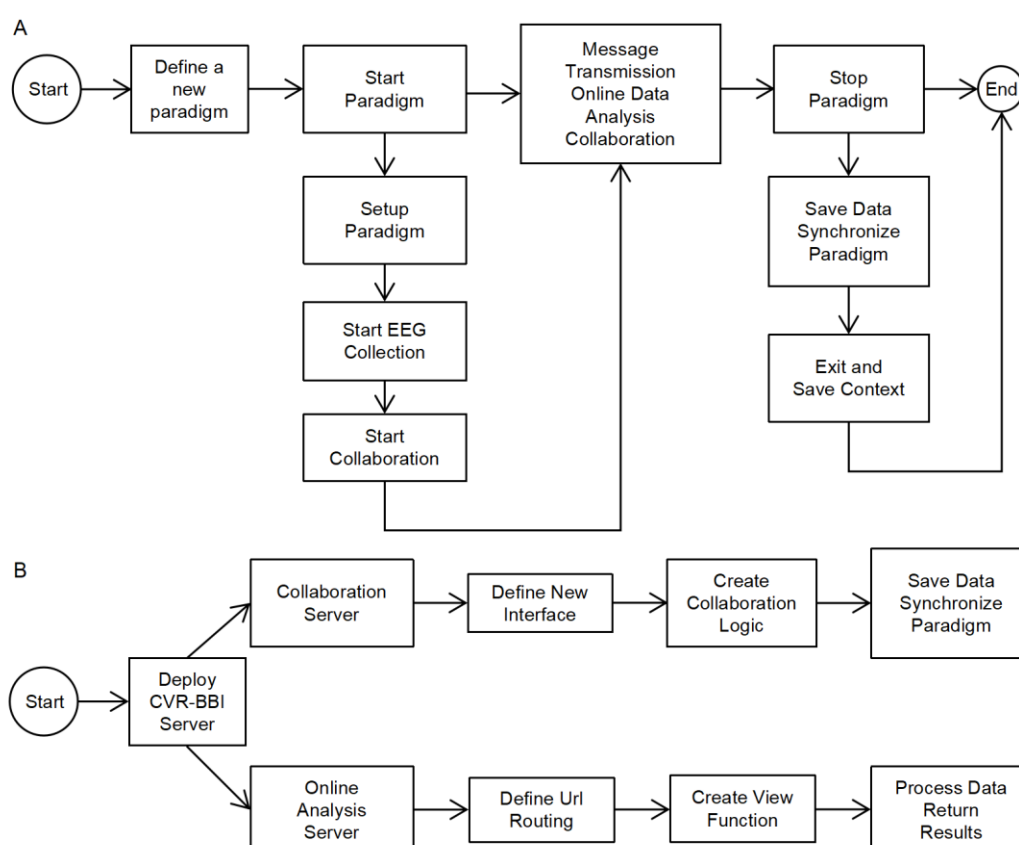 A
Start
Define a
new
paradigm
Start
Paradigm
Message
Transmission
Online Data
Analysis
Collaboration
Stop
Paradigm
End
Setup
Paradigm
Save Data
Synchronize
Paradigm
Start EEG
Collection
Exit and
Save Context
Start
Collaboration
B
Start
Deploy
CVR-BBI
Server
Collaboration
Server
Define New
Interface
Create
Collaboration
Logic
Save Data
Synchronize
Paradigm
Online
Analysis
Server
Define Url
Routing
Create View
Function
Process Data
Return
Results